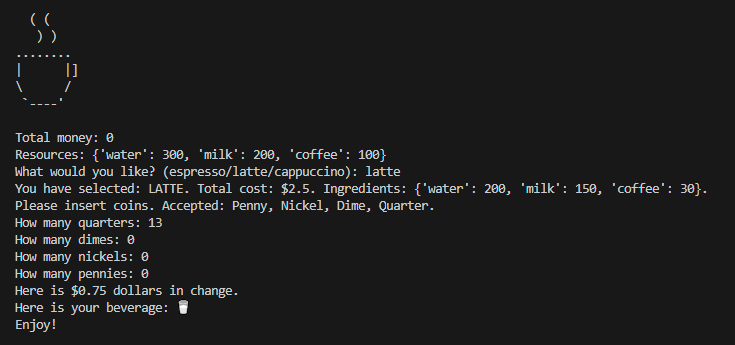 ( (
   ) )
........
|      |]
\      /
 `----'
Total money: 0
Resources: {'water': 300, 'milk': 200, 'coffee': 100}
What would you like? (espresso/latte/cappuccino): latte
You have selected: LATTE. Total cost: $2.5. Ingredients: {'water': 200, 'milk': 150, 'coffee': 30}.
Please insert coins. Accepted: Penny, Nickel, Dime, Quarter.
How many quarters: 13
How many dimes: 0
How many nickels: 0
How many pennies: 0
Here is $0.75 dollars in change.
Here is your beverage: 🥛
Enjoy!